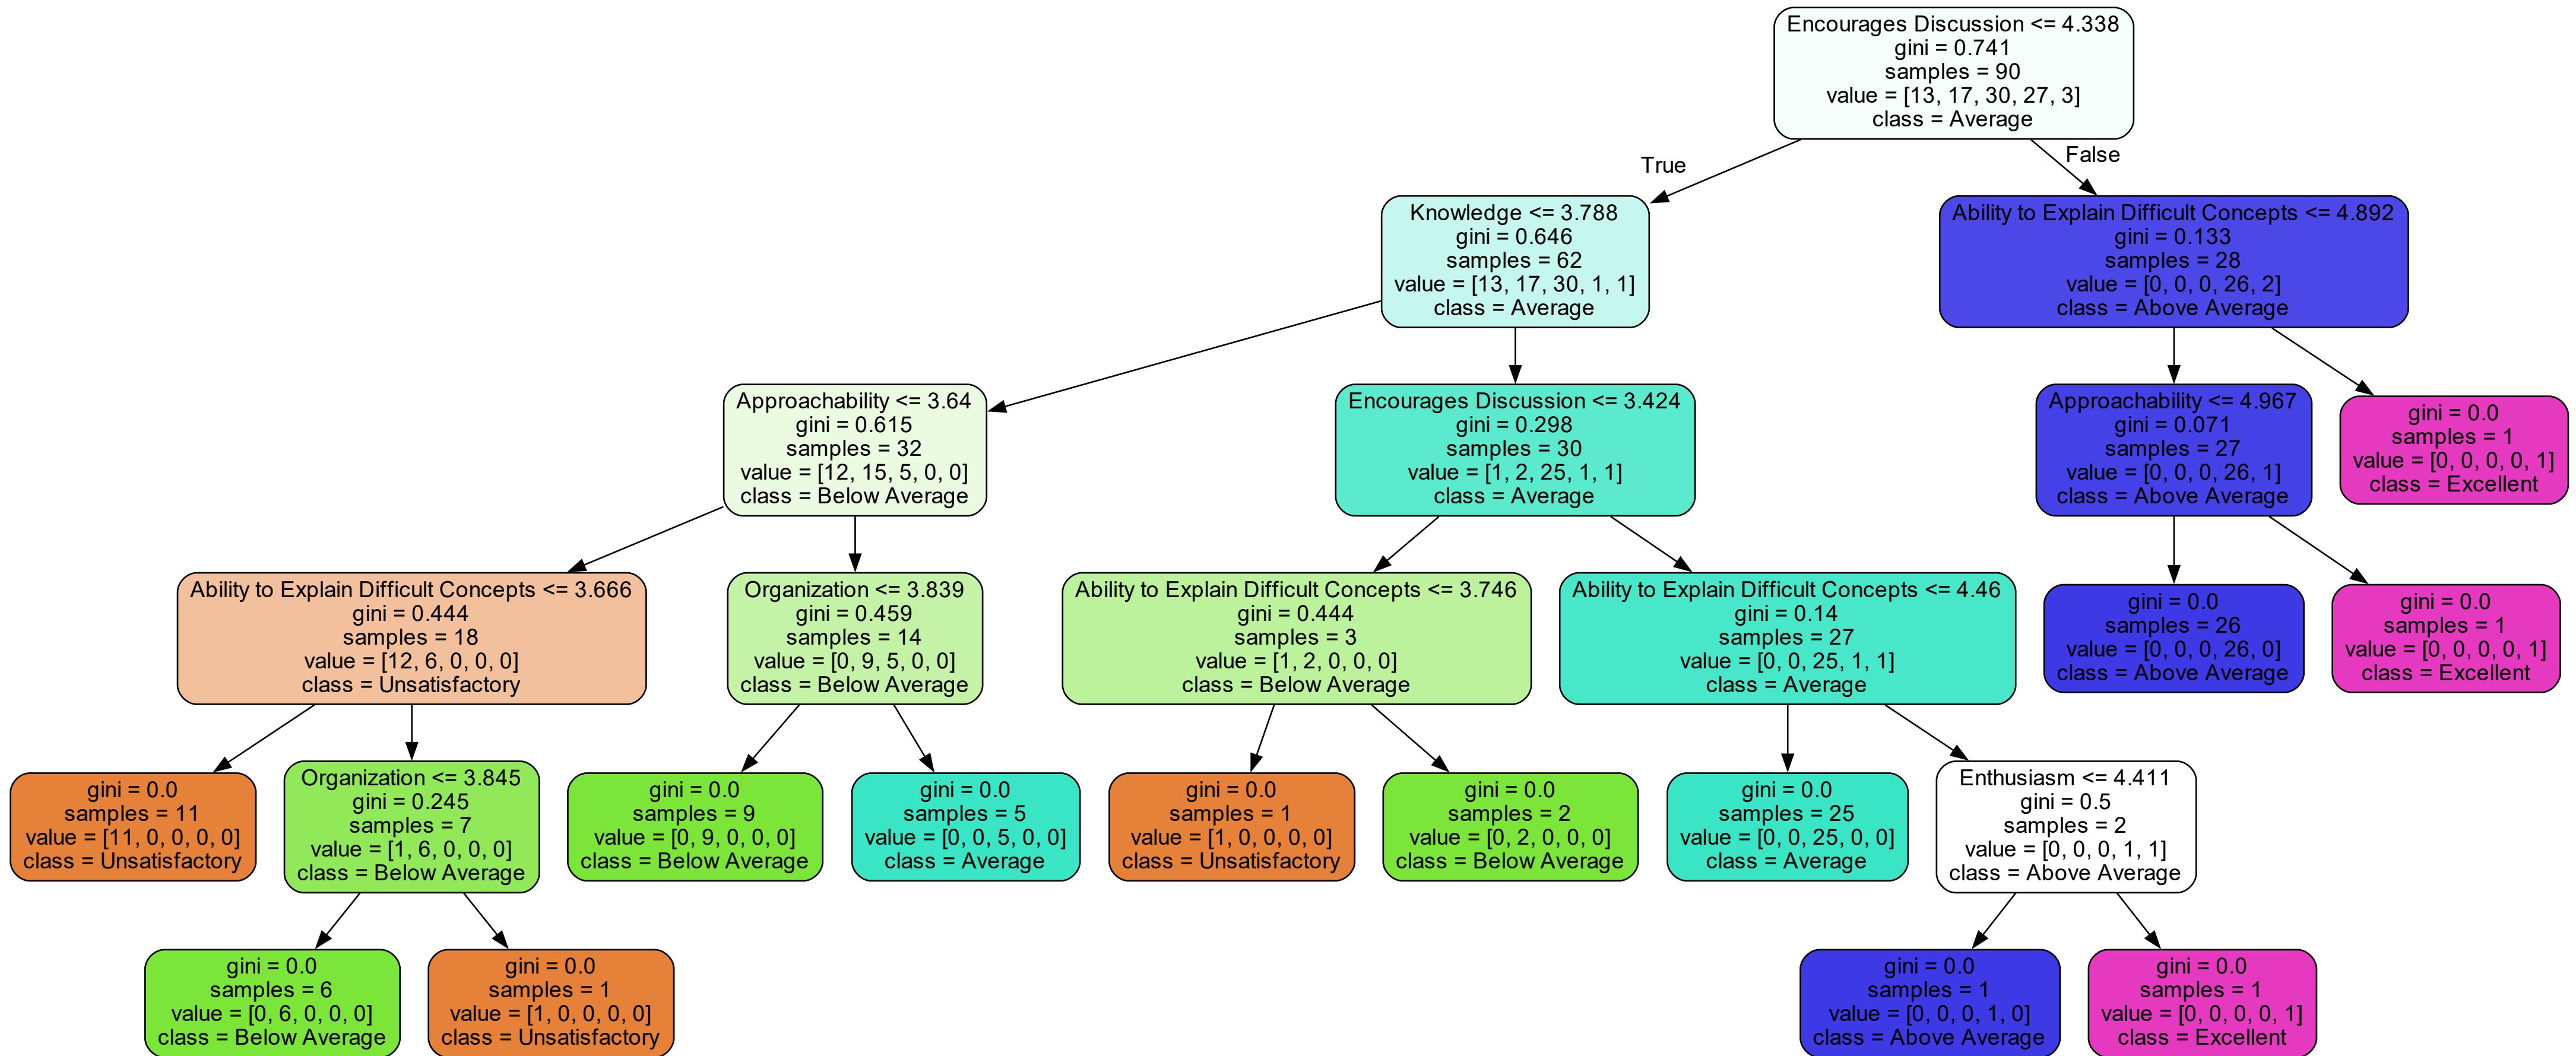 Encourages Discussion <= 4.338
gini = 0.741
samples = 90
value = [13, 17, 30, 27, 3]
class = Average
True
False
Knowledge <= 3.788
gini = 0.646
samples = 62
value = [13, 17, 30, 1, 1]
class = Average
Ability to Explain Difficult Concepts <= 4.892
gini = 0.133
samples = 28
value = [0, 0, 0, 26, 2]
class = Above Average
Approachability <= 3.64
gini = 0.615
samples = 32
value = [12, 15, 5, 0, 0]
class = Below Average
Encourages Discussion <= 3.424
gini = 0.298
samples = 30
value = [1, 2, 25, 1, 1]
class = Average
Approachability <= 4.967
gini = 0.071
samples = 27
value = [0, 0, 0, 26, 1]
class = Above Average
gini = 0.0
samples = 1
value = [0, 0, 0, 0, 1]
class = Excellent
Ability to Explain Difficult Concepts <= 3.666
gini = 0.444
samples = 18
value = [12, 6, 0, 0, 0]
class = Unsatisfactory
Organization <= 3.839
gini = 0.459
samples = 14
value = [0, 9, 5, 0, 0]
class = Below Average
Ability to Explain Difficult Concepts <= 3.746
gini = 0.444
samples = 3
value = [1, 2, 0, 0, 0]
class = Below Average
Ability to Explain Difficult Concepts <= 4.46
gini = 0.14
samples = 27
value = [0, 0, 25, 1, 1]
class = Average
gini = 0.0
samples = 26
value = [0, 0, 0, 26, 0]
class = Above Average
gini = 0.0
samples = 1
value = [0, 0, 0, 0, 1]
class = Excellent
gini = 0.0
samples = 11
value = [11, 0, 0, 0, 0]
class = Unsatisfactory
Organization <= 3.845
gini = 0.245
samples = 7
value = [1, 6, 0, 0, 0]
class = Below Average
gini = 0.0
samples = 9
value = [0, 9, 0, 0, 0]
class = Below Average
gini = 0.0
samples = 5
value = [0, 0, 5, 0, 0]
class = Average
gini = 0.0
samples = 1
value = [1, 0, 0, 0, 0]
class = Unsatisfactory
gini = 0.0
samples = 2
value = [0, 2, 0, 0, 0]
class = Below Average
gini = 0.0
samples = 25
value = [0, 0, 25, 0, 0]
class = Average
Enthusiasm <= 4.411
gini = 0.5
samples = 2
value = [0, 0, 0, 1, 1]
class = Above Average
gini = 0.0
samples = 6
value = [0, 6, 0, 0, 0]
class = Below Average
gini = 0.0
samples = 1
value = [1, 0, 0, 0, 0]
class = Unsatisfactory
gini = 0.0
samples = 1
value = [0, 0, 0, 1, 0]
class = Above Average
gini = 0.0
samples = 1
value = [0, 0, 0, 0, 1]
class = Excellent